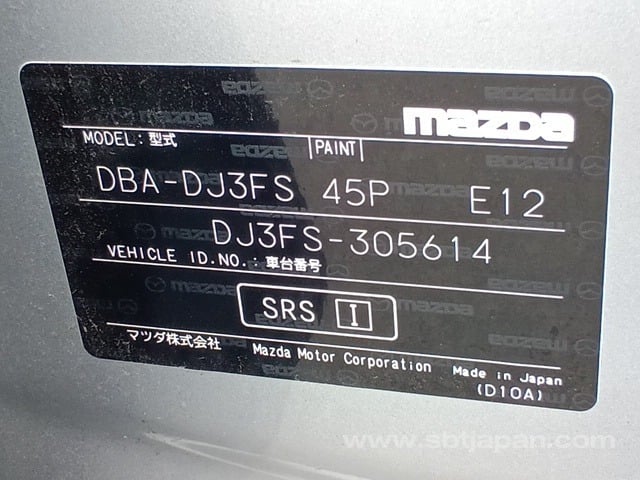 mazda
MODEL: 型式 PAINT
DBA-DJ3FS 45P E12
DJ3FS-305614
VEHICLE ID.NO.: 車台番号
SRS I
マツダ株式会社 Mazda Motor Corporation Made in Japan
(D10A)
www.sbtjapan.com